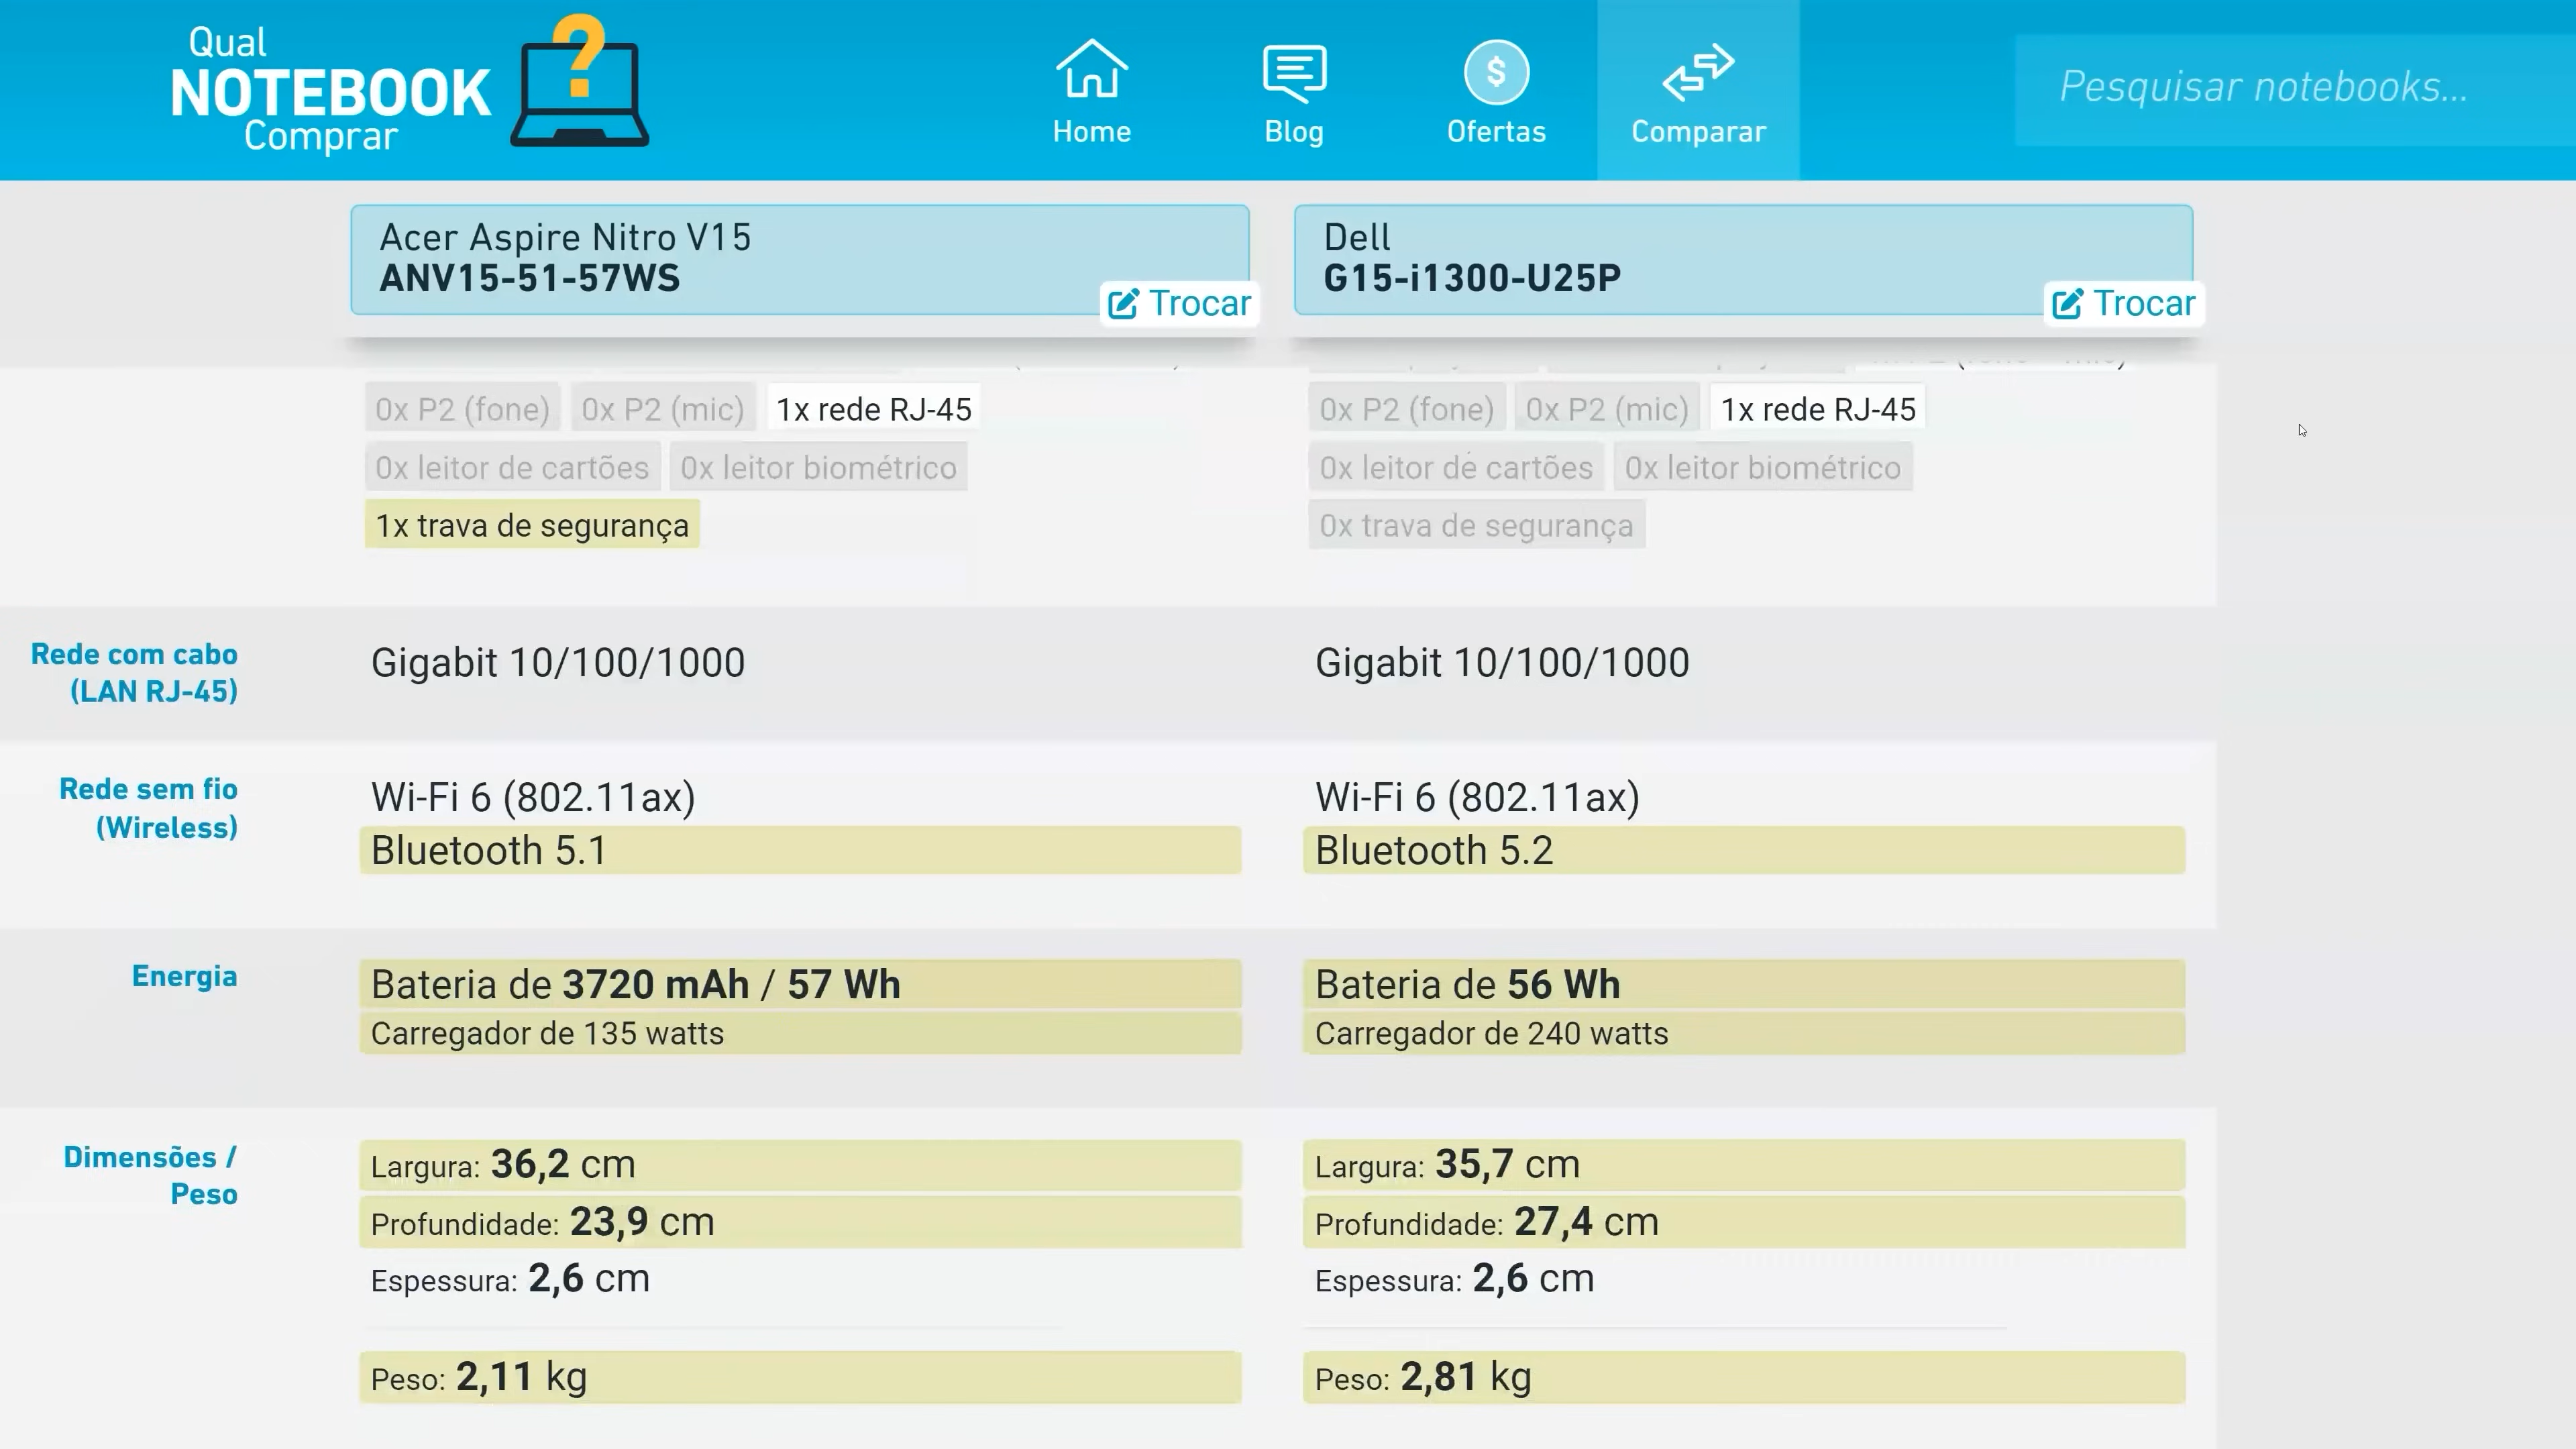 Qual
NOTEBOOK
Comprar
?
Home
Blog
$
Ofertas
Comparar
Pesquisar notebooks...
Acer Aspire Nitro V15
ANV15-51-57WS
Trocar
Dell
G15-i1300-U25P
Trocar
0x P2 (fone) 0x P2 (mic) 1x rede RJ-45
0x leitor de cartões 0x leitor biométrico
1x trava de segurança
0x P2 (fone) 0x P2 (mic) 1x rede RJ-45
0x leitor de cartões 0x leitor biométrico
0x trava de segurança
Rede com cabo
(LAN RJ-45)
Gigabit 10/100/1000
Gigabit 10/100/1000
Rede sem fio
(Wireless)
Wi-Fi 6 (802.11ax)
Bluetooth 5.1
Wi-Fi 6 (802.11ax)
Bluetooth 5.2
Energia
Bateria de 3720 mAh / 57 Wh
Carregador de 135 watts
Bateria de 56 Wh
Carregador de 240 watts
Dimensões /
Peso
Largura: 36,2 cm
Profundidade: 23,9 cm
Espessura: 2,6 cm
Peso: 2,11 kg
Largura: 35,7 cm
Profundidade: 27,4 cm
Espessura: 2,6 cm
Peso: 2,81 kg